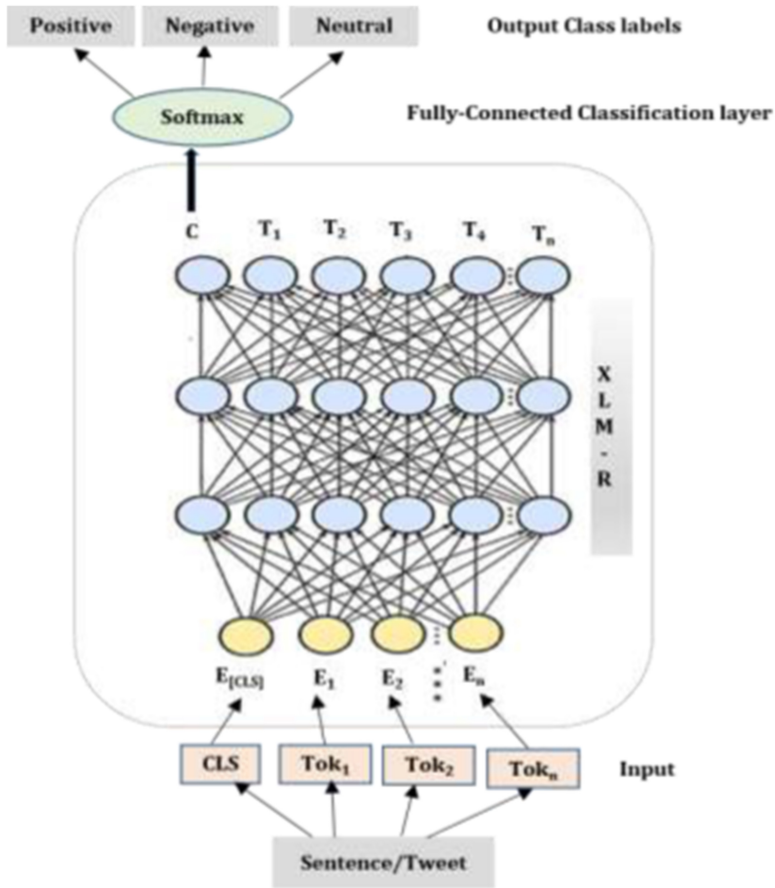 Positive Negative Neutral Output Class labels
Softmax Fully-Connected Classification layer
C T1 T2 T3 T4 Tn
X
L
M
-
R
E[CLS] E1 E2 En
CLS Tok1 Tok2 Tokn Input
Sentence/Tweet